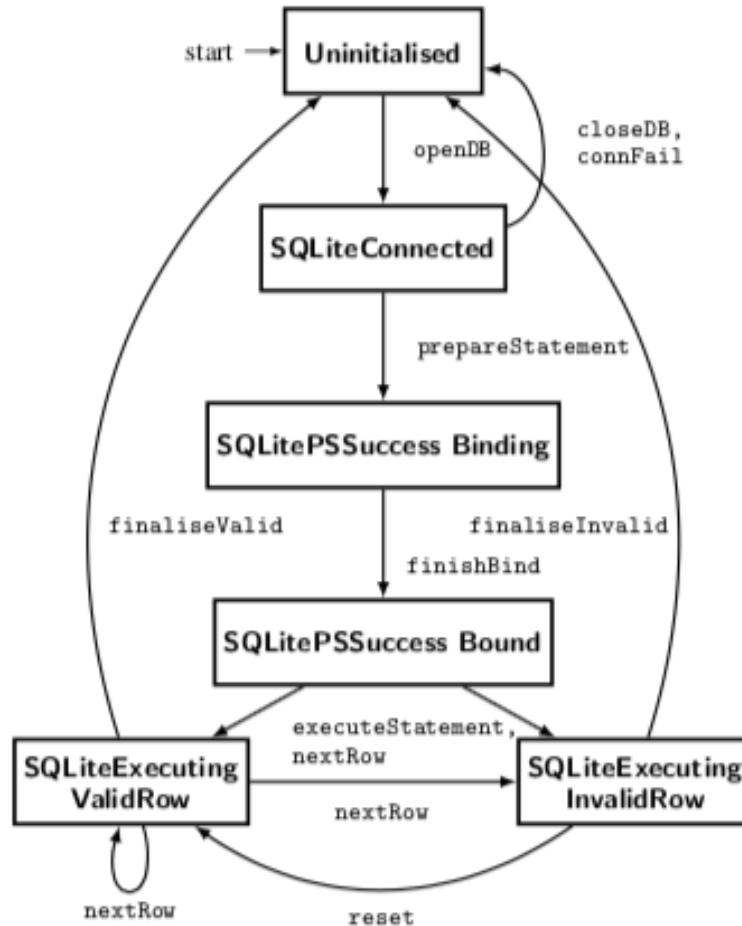 start
Uninitialised
openDB
closeDB,
connFail
SQLiteConnected
prepareStatement
SQLitePSSuccess Binding
finaliseValid
finaliseInvalid
finishBind
SQLitePSSuccess Bound
executeStatement,
nextRow
SQLiteExecuting
ValidRow
SQLiteExecuting
InvalidRow
nextRow
nextRow
reset